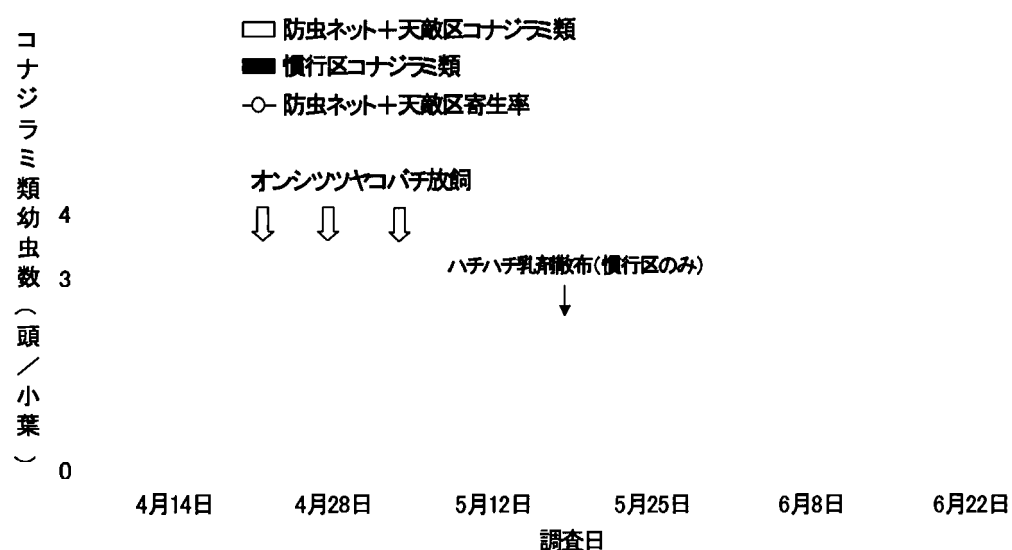 コナジラミ類幼虫数(頭/小葉)
防虫ネット+天敵区コナジラミ類
慣行区コナジラミ類
防虫ネット+天敵区寄生率
オンシツツヤコバチ放飼
4
ハチハチ乳剤散布(慣行区のみ)
3
0
4月14日 4月28日 5月12日 5月25日 6月8日 6月22日
調査日